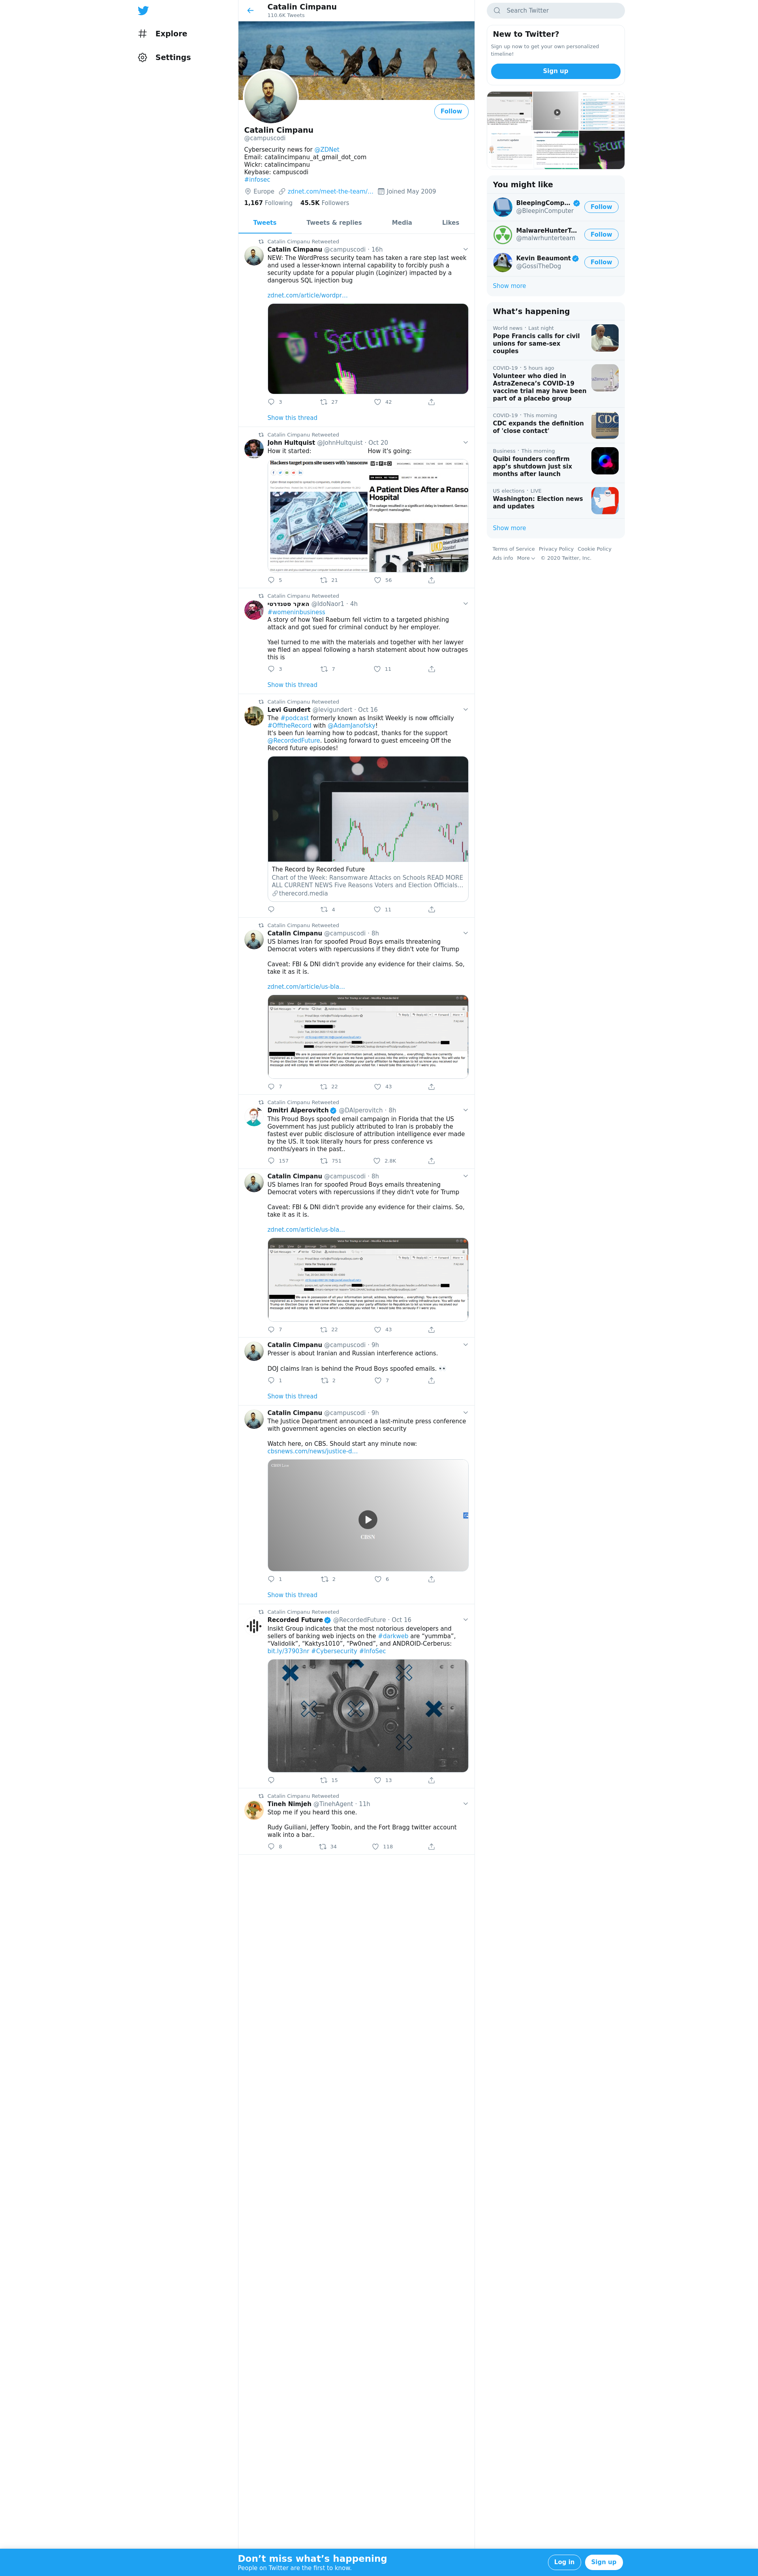 Explore
Settings
Catalin Cimpanu
110.6K Tweets
Follow
Catalin Cimpanu
@campuscodi
Cybersecurity news for @ZDNet
Email: catalincimpanu_at_gmail_dot_com
Wickr: catalincimpanu
Keybase: campuscodi
#infosec
Europe zdnet.com/meet-the-team/... Joined May 2009
1,167 Following 45.5K Followers
Tweets Tweets & replies Media Likes
Catalin Cimpanu Retweeted
Catalin Cimpanu @campuscodi · 16h
NEW: The WordPress security team has taken a rare step last week
and used a lesser-known internal capability to forcibly push a
security update for a popular plugin (Loginizer) impacted by a
dangerous SQL injection bug
zdnet.com/article/wordpr...
Security
3 27 42
Show this thread
Catalin Cimpanu Retweeted
John Hultquist @JohnHultquist · Oct 20
How it started: How it's going:
Hackers target porn site users with 'ransomw
WIRED
A Patient Dies After a Ranso
Hospital
5 21 56
Catalin Cimpanu Retweeted
האקר סטנדרטי @IdoNaor1 · 4h
#womeninbusiness
A story of how Yael Raeburn fell victim to a targeted phishing
attack and got sued for criminal conduct by her employer.
Yael turned to me with the materials and together with her lawyer
we filed an appeal following a harsh statement about how outrages
this is
3 7 11
Show this thread
Catalin Cimpanu Retweeted
Levi Gundert @levigundert · Oct 16
The #podcast formerly known as Insikt Weekly is now officially
#OfftheRecord with @AdamJanofsky!
It's been fun learning how to podcast, thanks for the support
@RecordedFuture. Looking forward to guest emceeing Off the
Record future episodes!
The Record by Recorded Future
Chart of the Week: Ransomware Attacks on Schools READ MORE
ALL CURRENT NEWS Five Reasons Voters and Election Officials...
therecord.media
4 11
Catalin Cimpanu Retweeted
Catalin Cimpanu @campuscodi · 8h
US blames Iran for spoofed Proud Boys emails threatening
Democrat voters with repercussions if they didn't vote for Trump
Caveat: FBI & DNI didn't provide any evidence for their claims. So,
take it as it is.
zdnet.com/article/us-bla...
7 22 43
Catalin Cimpanu Retweeted
Dmitri Alperovitch @DAlperovitch · 8h
This Proud Boys spoofed email campaign in Florida that the US
Government has just publicly attributed to Iran is probably the
fastest ever public disclosure of attribution intelligence ever made
by the US. It took literally hours for press conference vs
months/years in the past..
157 751 2.8K
Catalin Cimpanu @campuscodi · 8h
US blames Iran for spoofed Proud Boys emails threatening
Democrat voters with repercussions if they didn't vote for Trump
Caveat: FBI & DNI didn't provide any evidence for their claims. So,
take it as it is.
zdnet.com/article/us-bla...
7 22 43
Catalin Cimpanu @campuscodi · 9h
Presser is about Iranian and Russian interference actions.
DOJ claims Iran is behind the Proud Boys spoofed emails. 👀
1 2 7
Show this thread
Catalin Cimpanu @campuscodi · 9h
The Justice Department announced a last-minute press conference
with government agencies on election security
Watch here, on CBS. Should start any minute now:
cbsnews.com/news/justice-d...
CBSN
1 2 6
Show this thread
Catalin Cimpanu Retweeted
Recorded Future @RecordedFuture · Oct 16
Insikt Group indicates that the most notorious developers and
sellers of banking web injects on the #darkweb are "yummba",
"Validolik", "Kaktys1010", "Pw0ned", and ANDROID-Cerberus:
bit.ly/37903nr #Cybersecurity #InfoSec
15 13
Catalin Cimpanu Retweeted
Tineh Nimjeh @TinehAgent · 11h
Stop me if you heard this one.
Rudy Guiliani, Jeffery Toobin, and the Fort Bragg twitter account
walk into a bar..
8 34 118
Search Twitter
New to Twitter?
Sign up now to get your own personalized
timeline!
Sign up
You might like
BleepingComp...
@BleepinComputer
Follow
MalwareHunterT...
@malwrhunterteam
Follow
Kevin Beaumont
@GossiTheDog
Follow
Show more
What's happening
World news · Last night
Pope Francis calls for civil
unions for same-sex
couples
COVID-19 · 5 hours ago
Volunteer who died in
AstraZeneca's COVID-19
vaccine trial may have been
part of a placebo group
COVID-19 · This morning
CDC expands the definition
of 'close contact'
CDC
Business · This morning
Quibi founders confirm
app's shutdown just six
months after launch
US elections · LIVE
Washington: Election news
and updates
Show more
Terms of Service Privacy Policy Cookie Policy
Ads info More © 2020 Twitter, Inc.
Don't miss what's happening
People on Twitter are the first to know.
Log in Sign up